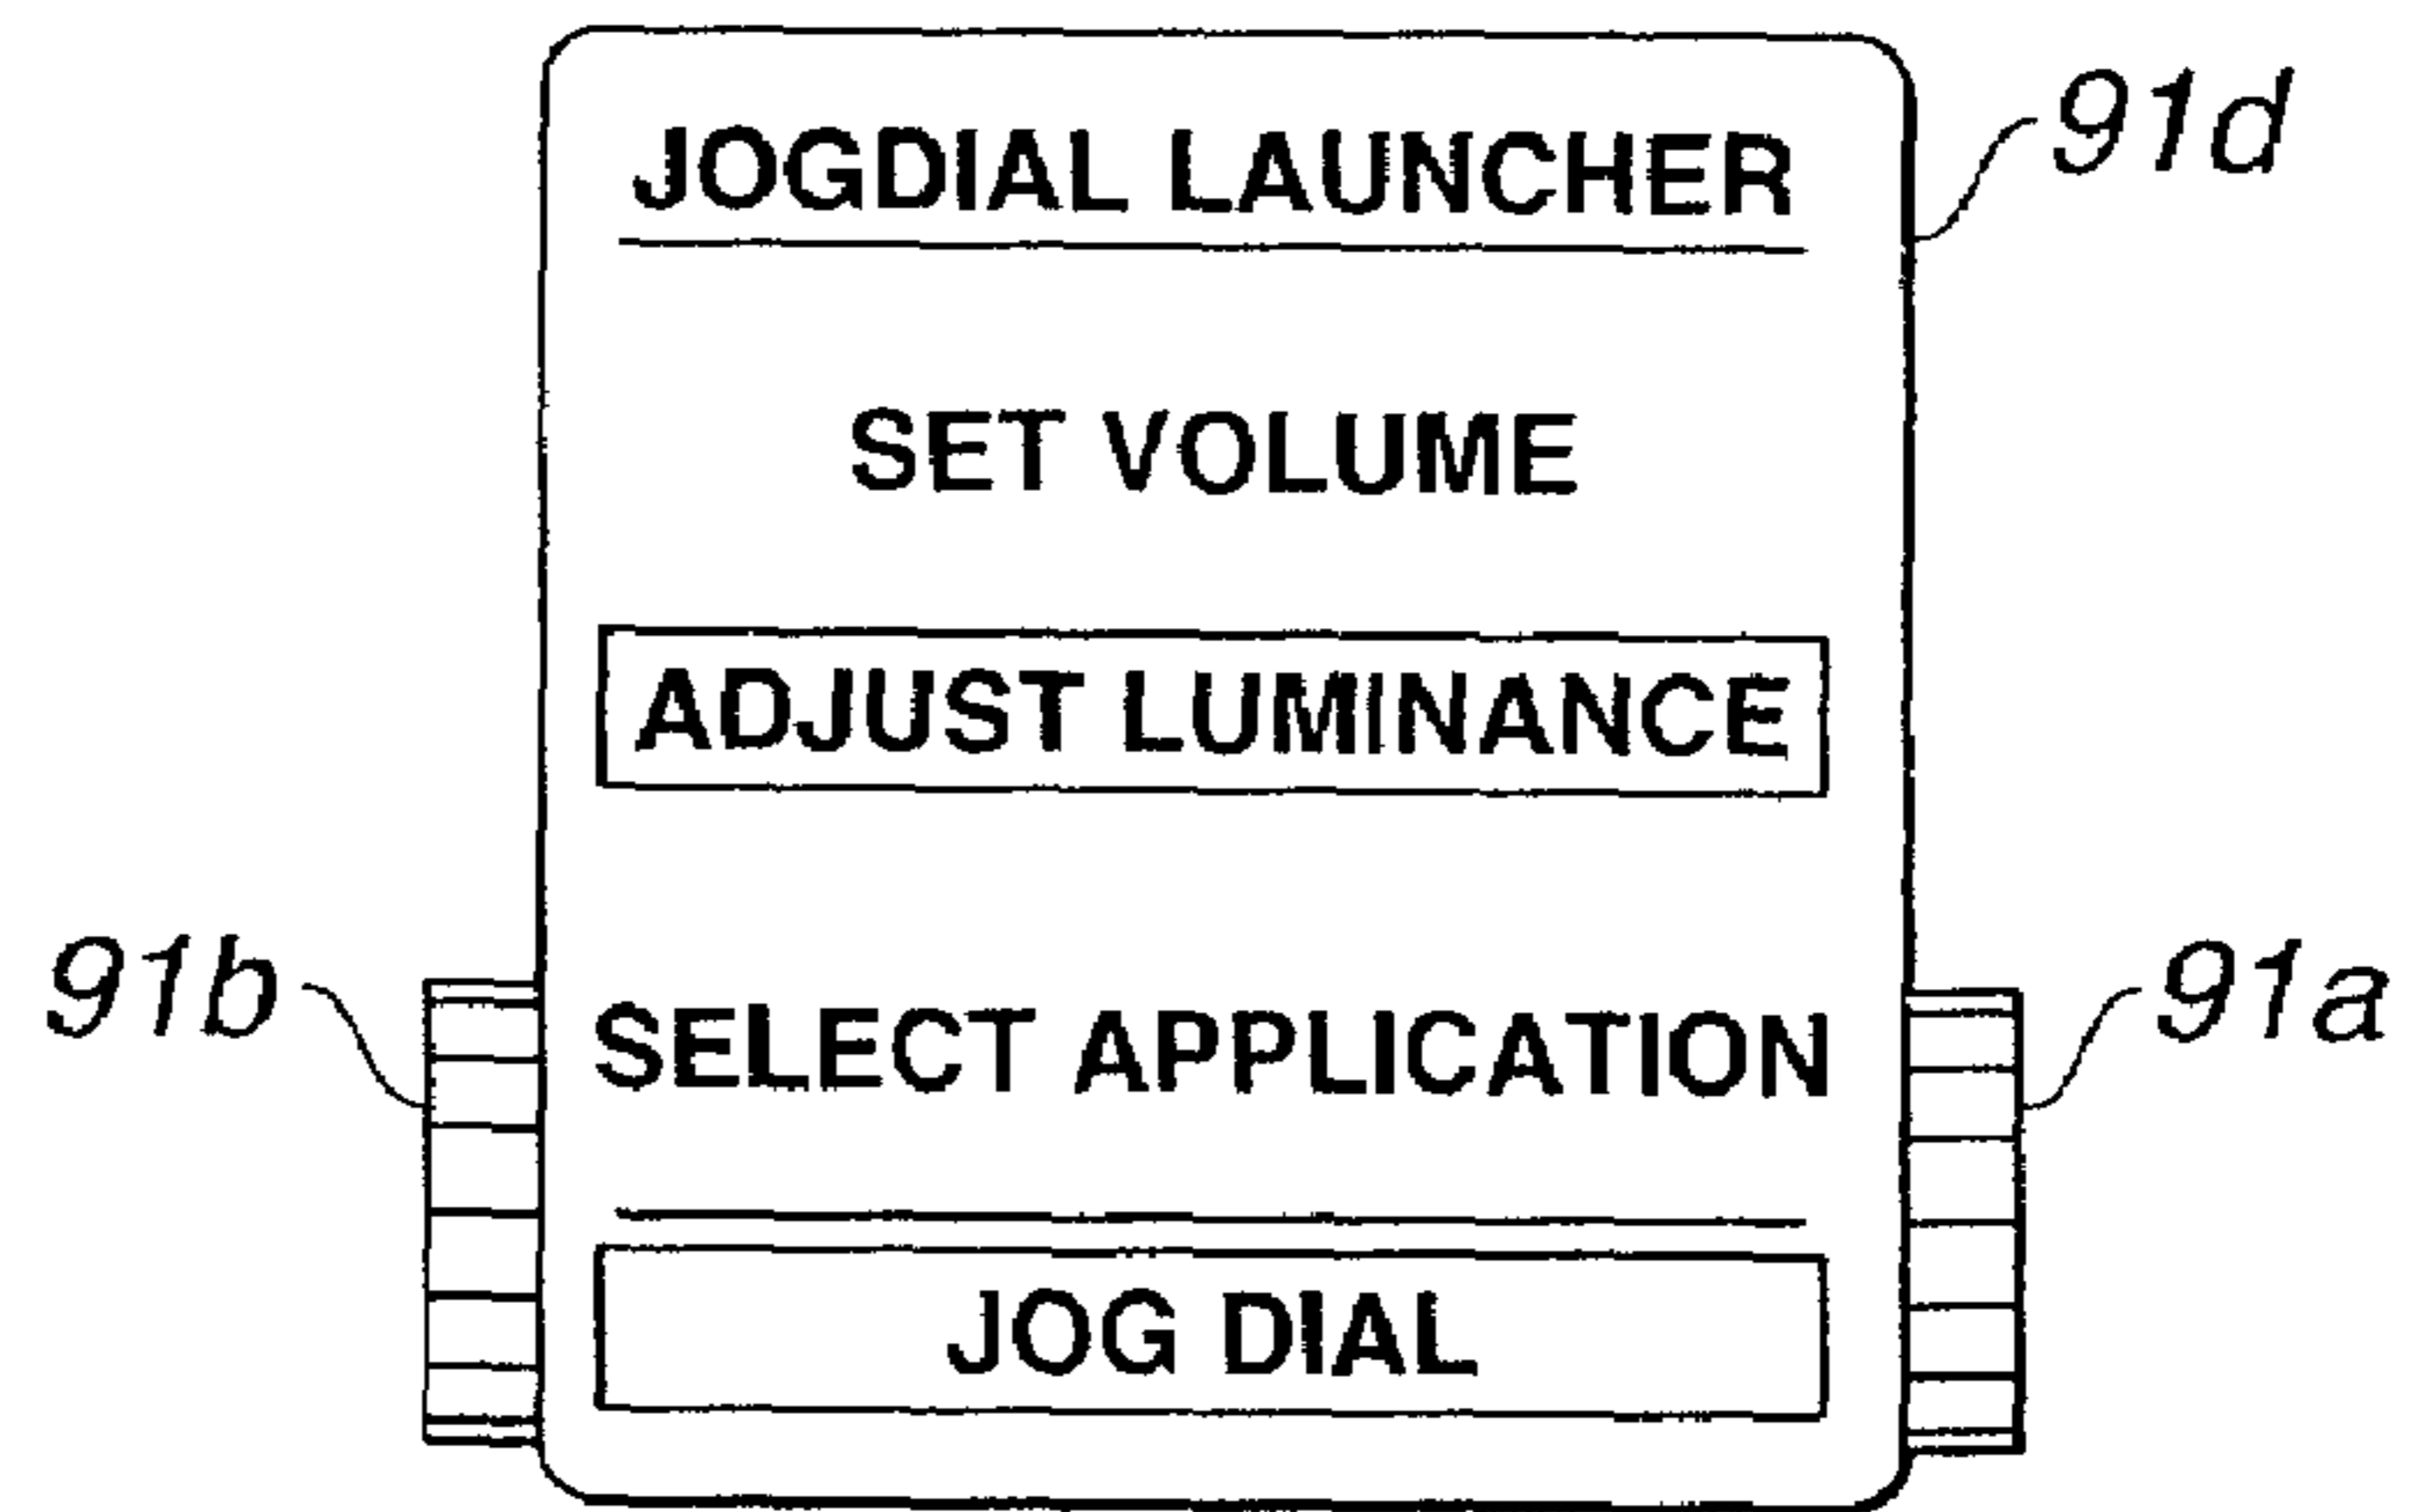 JOGDIAL LAUNCHER
91d
SET VOLUME
ADJUST LUMINANCE
91b
91a
SELECT APPLICATION
JOG DIAL